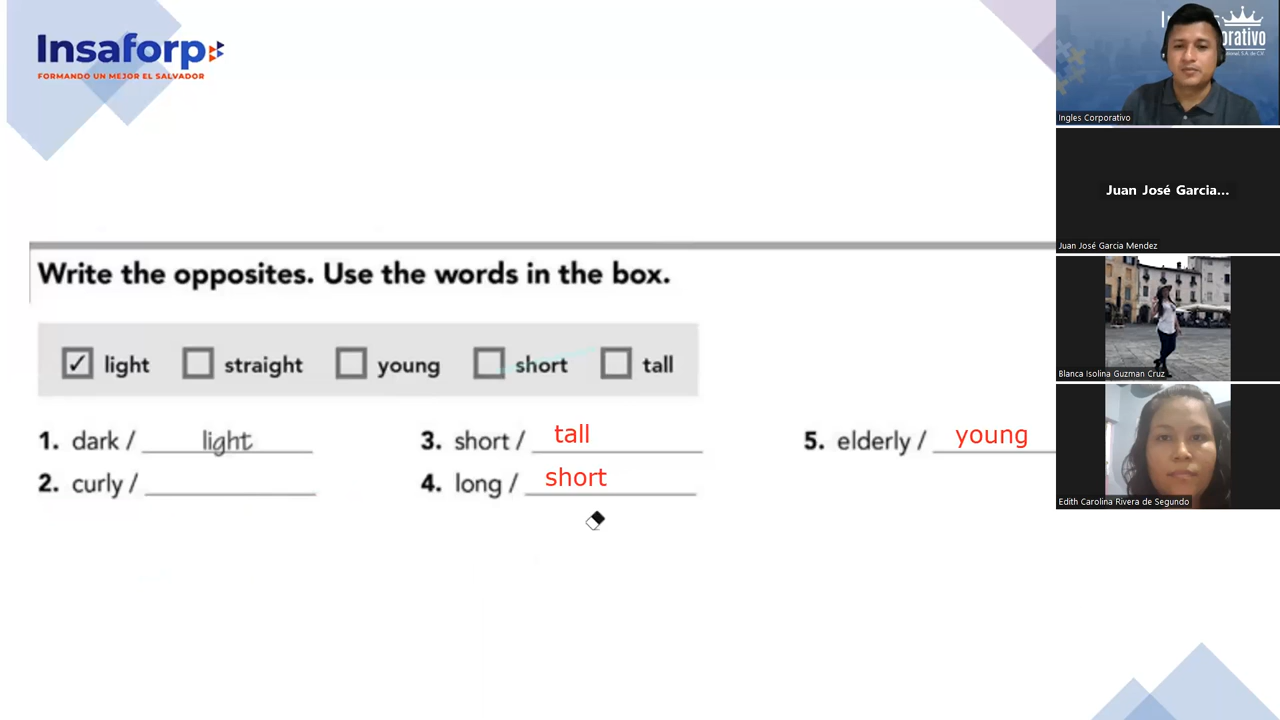 Insaforp
FORMANDO UN MEJOR EL SALVADOR
Write the opposites. Use the words in the box.
✓ light straight young short tall
1. dark / light
2. curly /
3. short / tall
4. long / short
5. elderly / young
Ingles Corporativo
Juan José Garcia...
Juan José Garcia Mendez
Blanca Isolina Guzman Cruz
Edith Carolina Rivera de Segundo